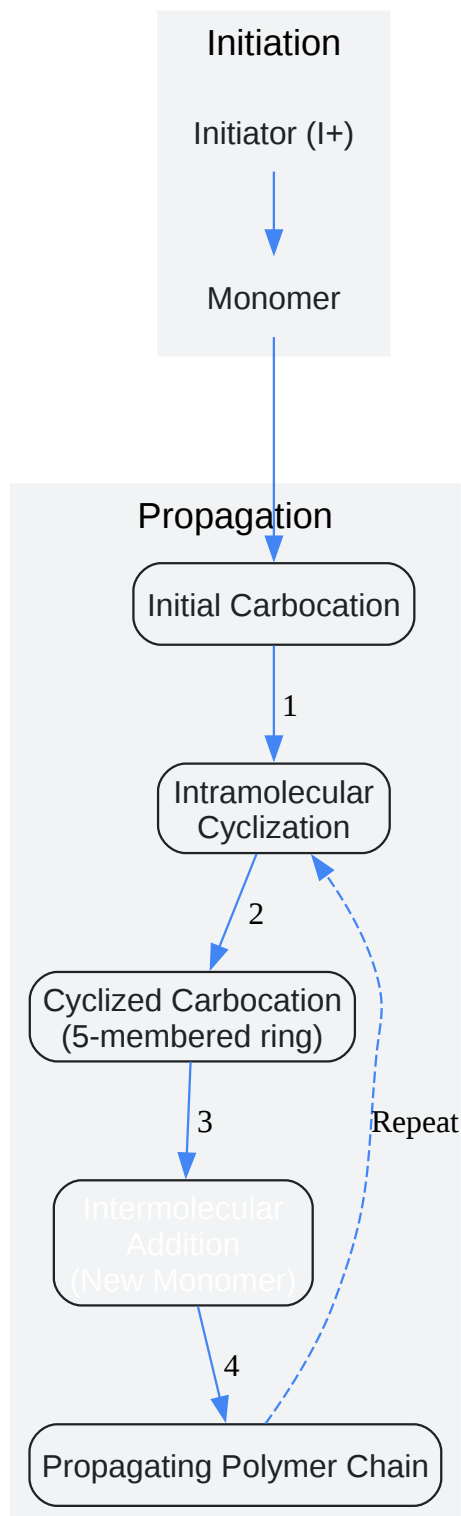 Initiation
Initiator (I+)
Monomer
Propagation
Initial Carbocation
1
Intramolecular
Cyclization
2
Cyclized Carbocation
(5-membered ring)
3
Repeat
Intermolecular
Addition
(New Monomer)
4
Propagating Polymer Chain